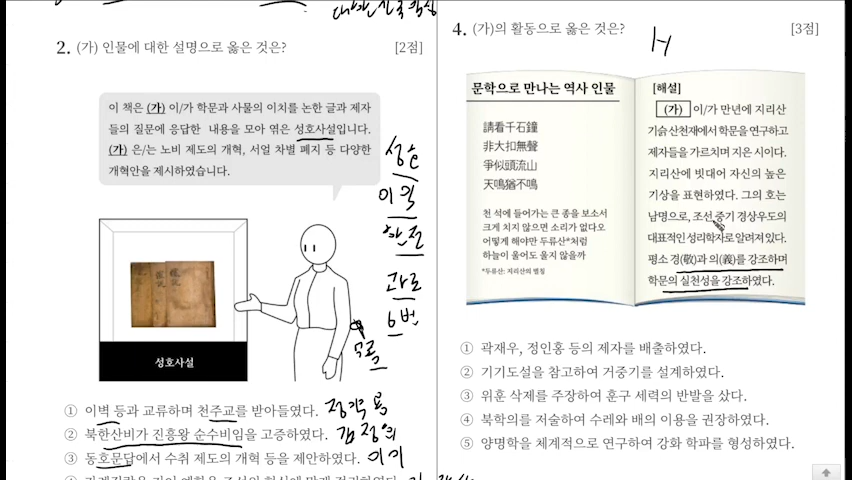 2. (가) 인물에 대한 설명으로 옳은 것은? [2점]
이 책은 (가) 이/가 학문과 사물의 이치를 논한 글과 제자
들의 질문에 응답한 내용을 모아 엮은 성호사설입니다.
(가) 은/는 노비 제도의 개혁, 서얼 차별 폐지 등 다양한
개혁안을 제시하였습니다.
성호
이익
한전
6번
성호사설
① 이벽 등과 교류하며 천주교를 받아들였다. 정약용
② 북한산비가 진흥왕 순수비임을 고증하였다. 김정희
③ 동호문답에서 수취 제도의 개혁 등을 제안하였다. 이이
4. (가)의 활동으로 옳은 것은? [3점]
문학으로 만나는 역사 인물
請看千石鐘
非大扣無聲
爭似頭流山
天鳴猶不鳴
천 석에 들어가는 큰 종을 보소서
크게 치지 않으면 소리가 없다오
어떻게 해야만 두류산*처럼
하늘이 울어도 울지 않을까
*두류산: 지리산의 별칭
[해설]
(가) 이/가 만년에 지리산
기슭 산천재에서 학문을 연구하고
제자들을 가르치며 지은 시이다.
지리산에 빗대어 자신의 높은
기상을 표현하였다. 그의 호는
남명으로, 조선 중기 경상우도의
대표적인 성리학자로 알려져 있다.
평소 경(敬)과 의(義)를 강조하며
학문의 실천성을 강조하였다.
① 곽재우, 정인홍 등의 제자를 배출하였다.
② 기기도설을 참고하여 거중기를 설계하였다.
③ 위훈 삭제를 주장하여 훈구 세력의 반발을 샀다.
④ 북학의를 저술하여 수레와 배의 이용을 권장하였다.
⑤ 양명학을 체계적으로 연구하여 강화 학파를 형성하였다.